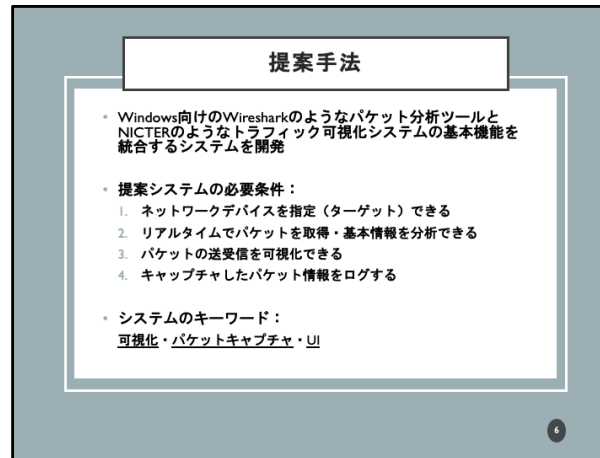 提案手法
• Windows向けのWiresharkのようなパケット分析ツールと
NICTERのようなトラフィック可視化システムの基本機能を
統合するシステムを開発
• 提案システムの必要条件：
1. ネットワークデバイスを指定（ターゲット）できる
2. リアルタイムでパケットを取得・基本情報を分析できる
3. パケットの送受信を可視化できる
4. キャップチャしたパケット情報をログする
• システムのキーワード：
可視化・パケットキャプチャ・UI
6